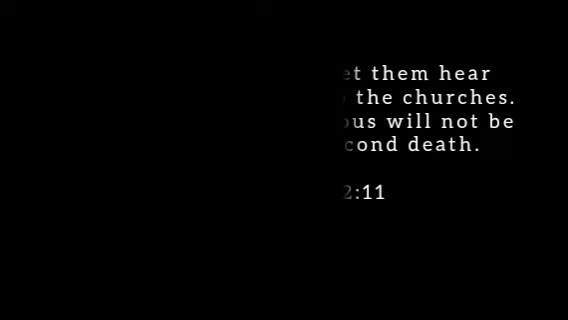 et them hear
the churches.
ous will not be
cond death.
2:11